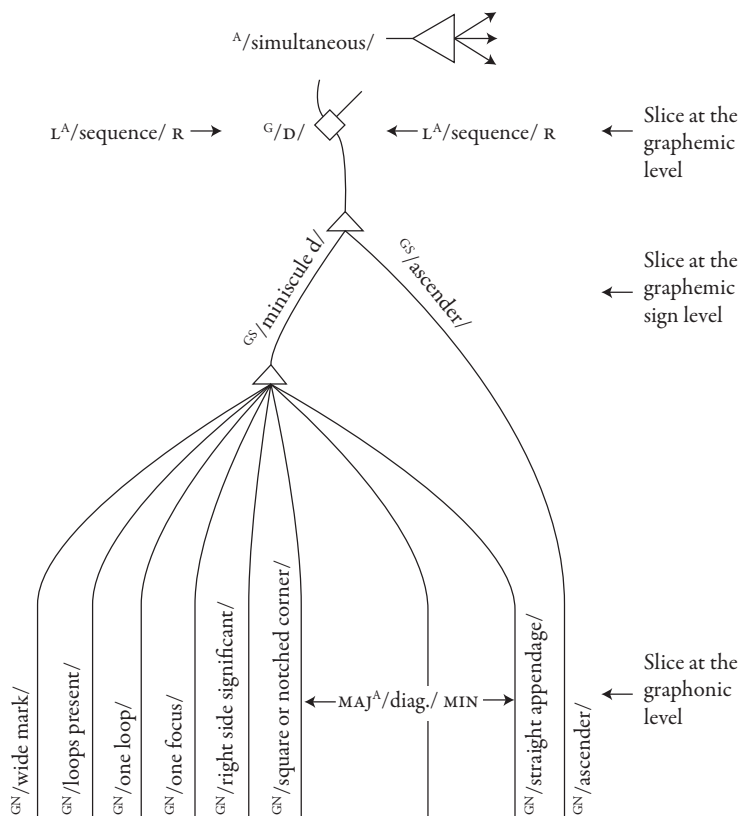 ᴬ/simultaneous/
Lᴬ/sequence/ R
ᴳ/D/
Lᴬ/sequence/ R
Slice at the
graphemic
level
ᴳˢ/miniscule d/
ᴳˢ/ascender/
Slice at the
graphemic
sign level
ᴳᴺ/wide mark/
ᴳᴺ/loops present/
ᴳᴺ/one loop/
ᴳᴺ/one focus/
ᴳᴺ/right side significant/
ᴳᴺ/square or notched corner/
MAJᴬ/diag./ MIN
ᴳᴺ/straight appendage/
ᴳᴺ/ascender/
Slice at the
graphonic
level